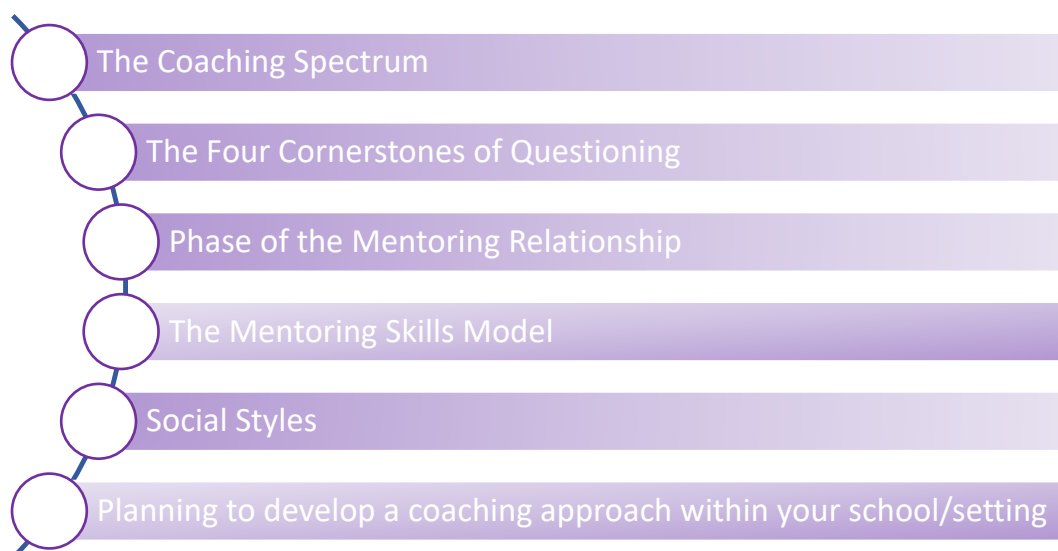 The Coaching Spectrum
The Four Cornerstones of Questioning
Phase of the Mentoring Relationship
The Mentoring Skills Model
Social Styles
Planning to develop a coaching approach within your school/setting